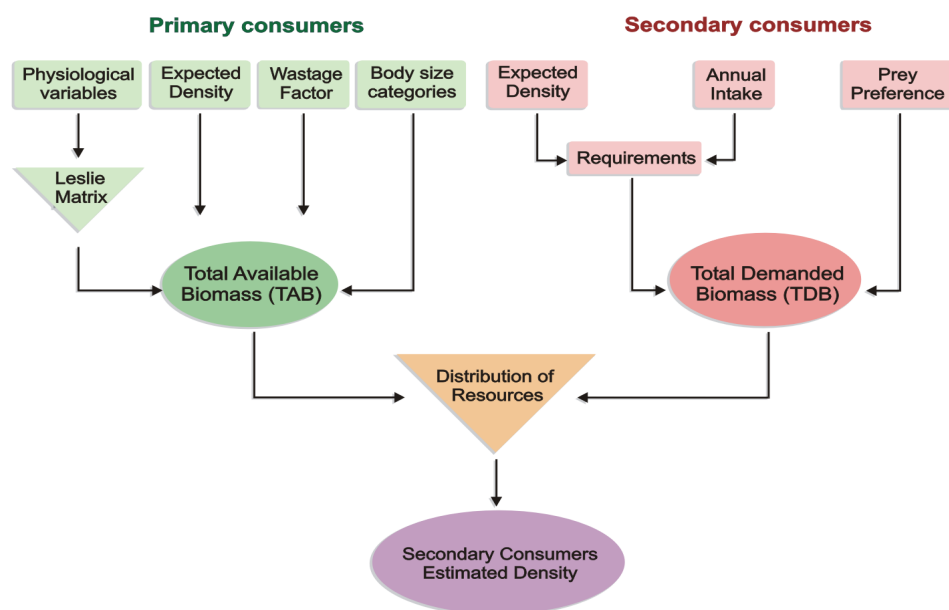 Primary consumers
Secondary consumers
Physiological
variables
Expected
Density
Wastage
Factor
Body size
categories
Expected
Density
Annual
Intake
Prey
Preference
Requirements
Leslie
Matrix
Total Available
Biomass (TAB)
Total Demanded
Biomass (TDB)
Distribution of
Resources
Secondary Consumers
Estimated Density